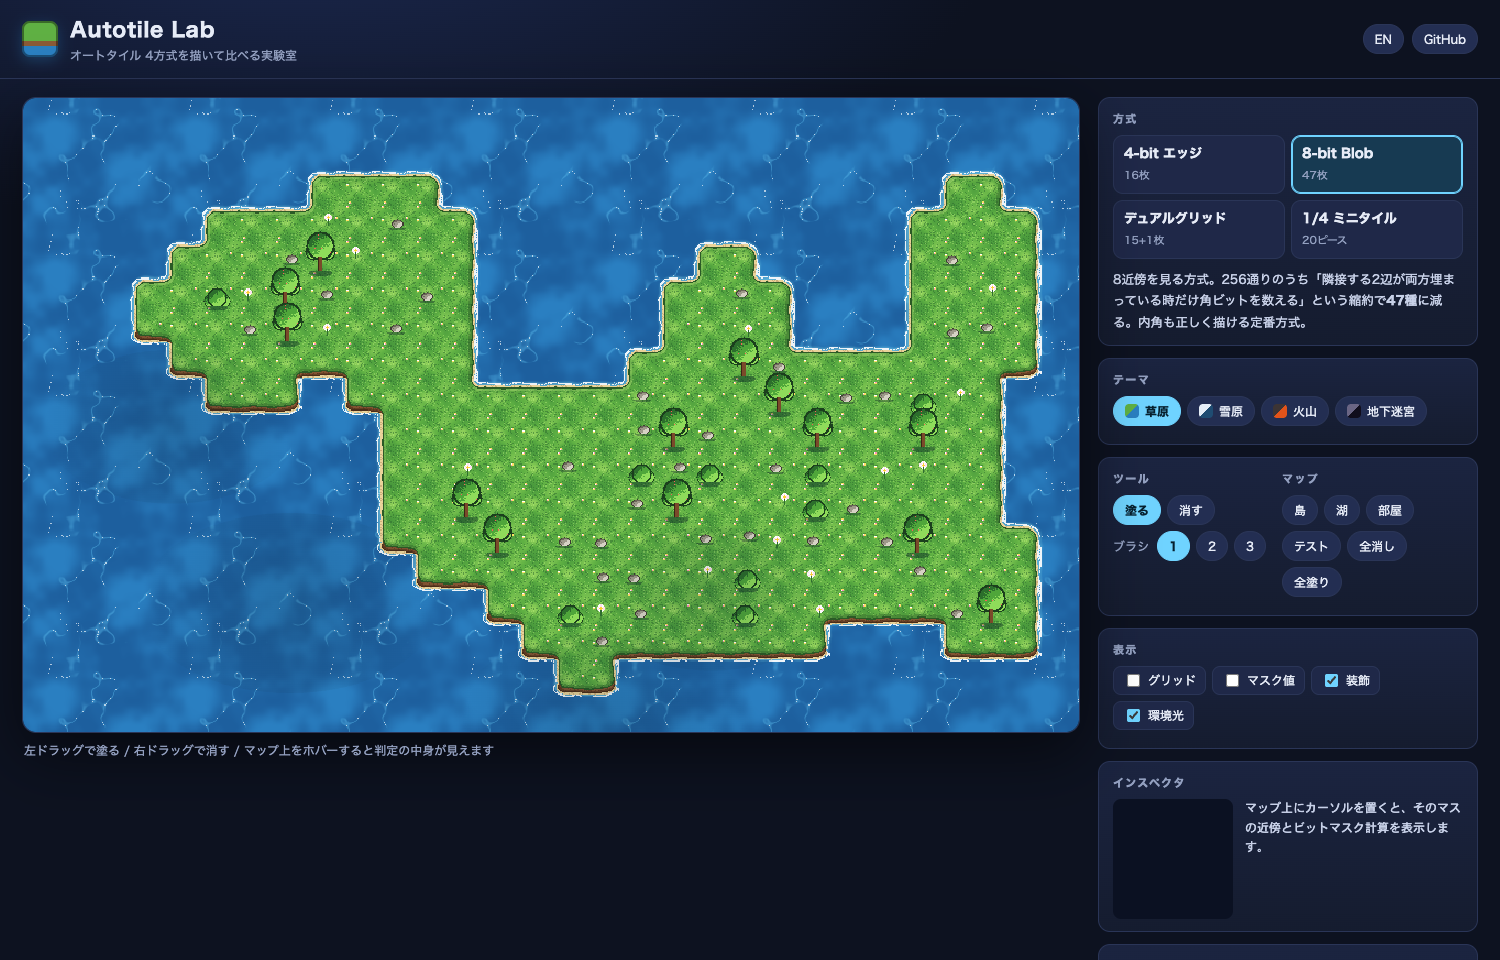 Autotile Lab
オートタイル 4方式を描いて比べる実験室
EN
GitHub
方式
4-bit エッジ
16枚
8-bit Blob
47枚
デュアルグリッド
15+1枚
1/4 ミニタイル
20ピース
8近傍を見る方式。256通りのうち「隣接する2辺が両方埋ま
っている時だけ角ビットを数える」という縮約で47種に減
る。内角も正しく描ける定番方式。
テーマ
草原
雪原
火山
地下迷宮
ツール
塗る
消す
ブラシ
1
2
3
マップ
島
湖
部屋
テスト
全消し
全塗り
表示
グリッド
マスク値
装飾
環境光
インスペクタ
マップ上にカーソルを置くと、そのマス
の近傍とビットマスク計算を表示しま
す。
左ドラッグで塗る / 右ドラッグで消す / マップ上をホバーすると判定の中身が見えます